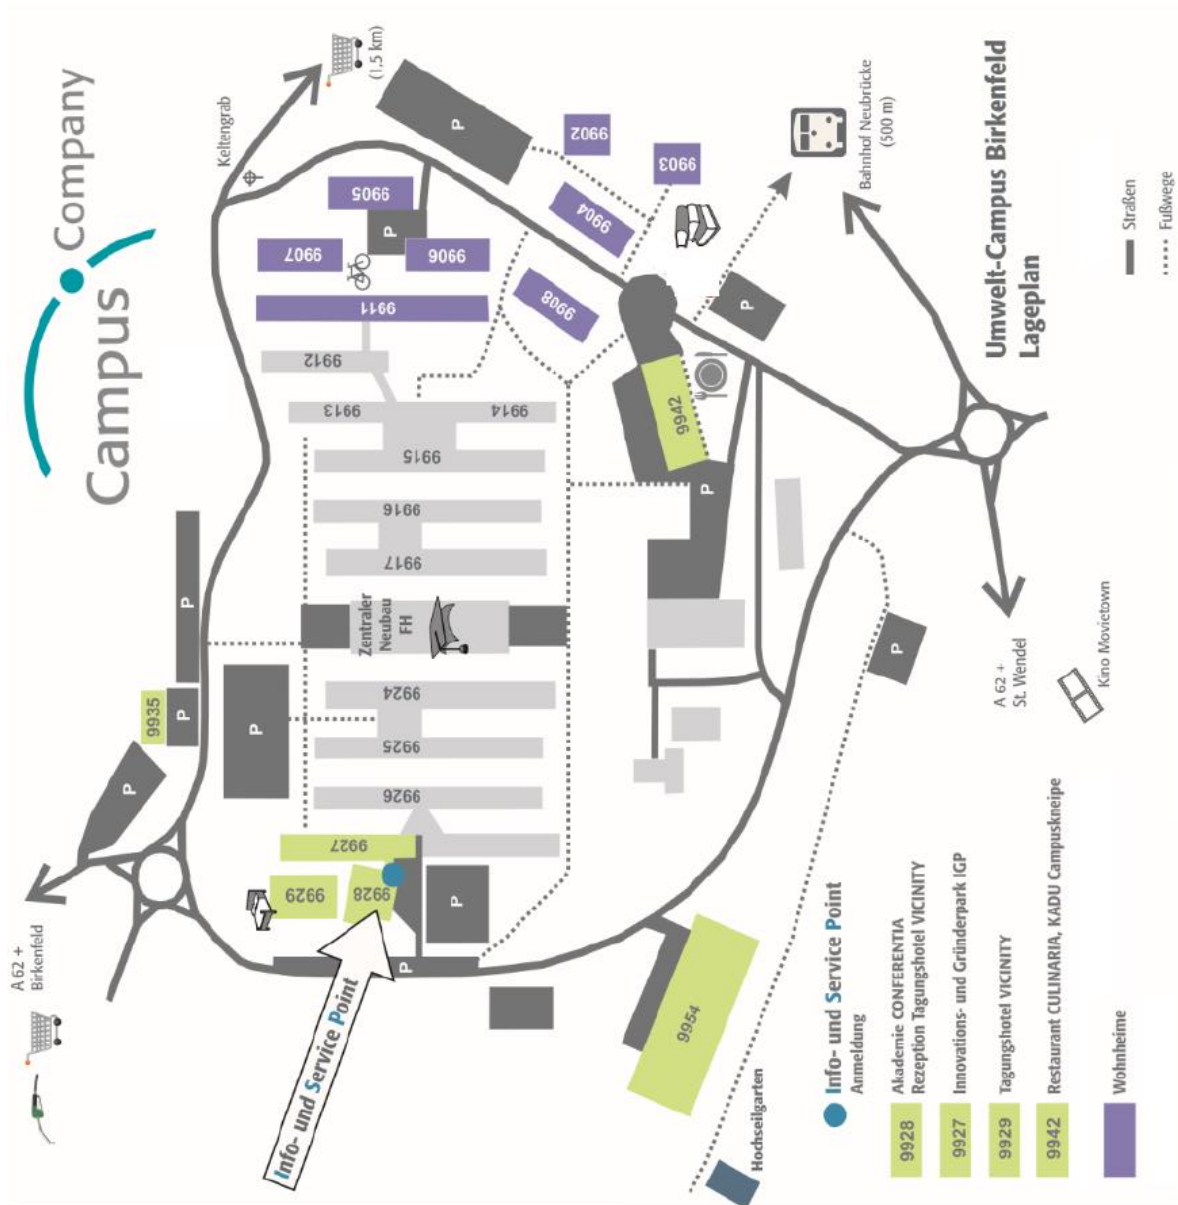 Campus Company
Umwelt-Campus Birkenfeld
Lageplan
Straßen
Fußwege
Keltengrab
(1,5 km)
P
9902
9903
9904
9905
P
9906
9907
9908
9911
9912
9913
9914
9915
9916
9917
Bahnhof Neubrücke
(500 m)
P
9942
P
Zentraler
Neubau
FH
P
P
9935
P
P
9924
9925
9926
9927
9928
9929
P
P
A 62 +
Birkenfeld
Info- und Service Point
9954
Hochseilgarten
P
A 62 +
St. Wendel
Kino Movietown
Info- und Service Point
Anmeldung
9928
Akademie CONFERENTIA
Rezeption Tagungshotel VICINITY
9927
Innovations- und Gründerpark IGP
9929
Tagungshotel VICINITY
9942
Restaurant CULINARIA, KADU Campuskneipe
Wohnheime